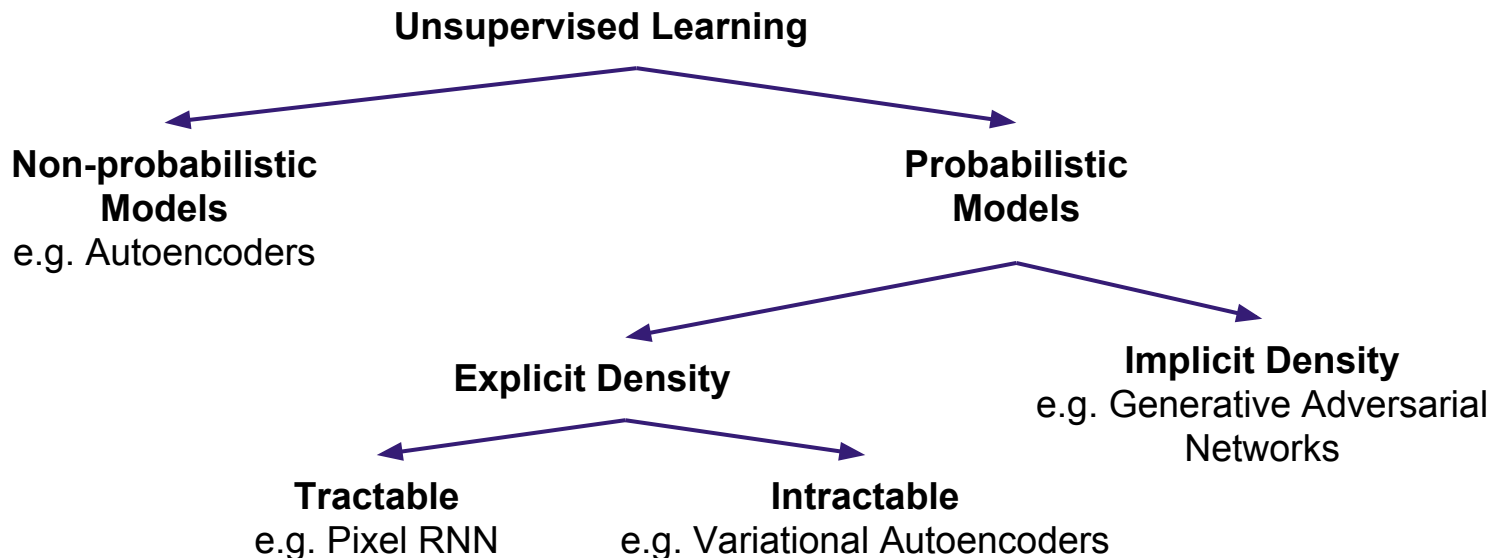 Unsupervised Learning
Non-probabilistic
Models
e.g. Autoencoders
Probabilistic
Models
Explicit Density
Implicit Density
e.g. Generative Adversarial
Networks
Tractable
e.g. Pixel RNN
Intractable
e.g. Variational Autoencoders